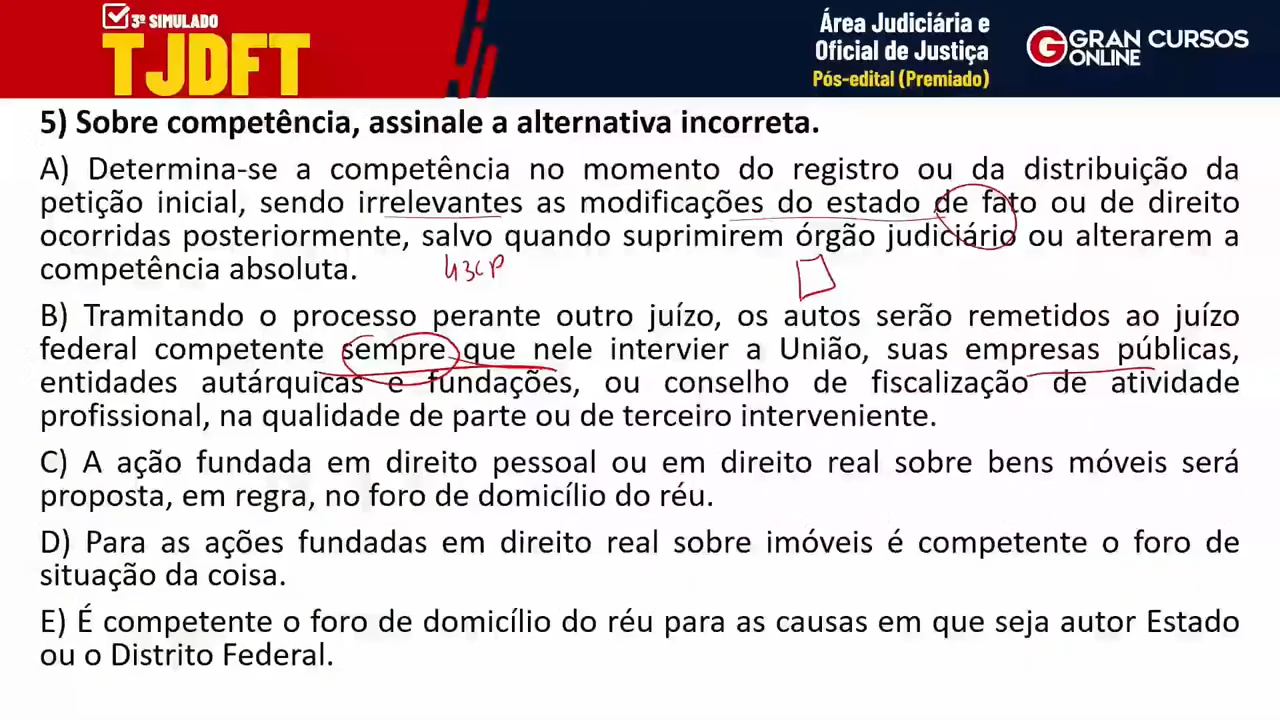 3º SIMULADO
TJDFT
Área Judiciária e
Oficial de Justiça
Pós-edital (Premiado)
GRAN CURSOS
ONLINE
5) Sobre competência, assinale a alternativa incorreta.
A) Determina-se a competência no momento do registro ou da distribuição da
petição inicial, sendo irrelevantes as modificações do estado de fato ou de direito
ocorridas posteriormente, salvo quando suprimirem órgão judiciário ou alterarem a
competência absoluta.
43CP
B) Tramitando o processo perante outro juízo, os autos serão remetidos ao juízo
federal competente sempre que nele intervier a União, suas empresas públicas,
entidades autárquicas e fundações, ou conselho de fiscalização de atividade
profissional, na qualidade de parte ou de terceiro interveniente.
C) A ação fundada em direito pessoal ou em direito real sobre bens móveis será
proposta, em regra, no foro de domicílio do réu.
D) Para as ações fundadas em direito real sobre imóveis é competente o foro de
situação da coisa.
E) É competente o foro de domicílio do réu para as causas em que seja autor Estado
ou o Distrito Federal.